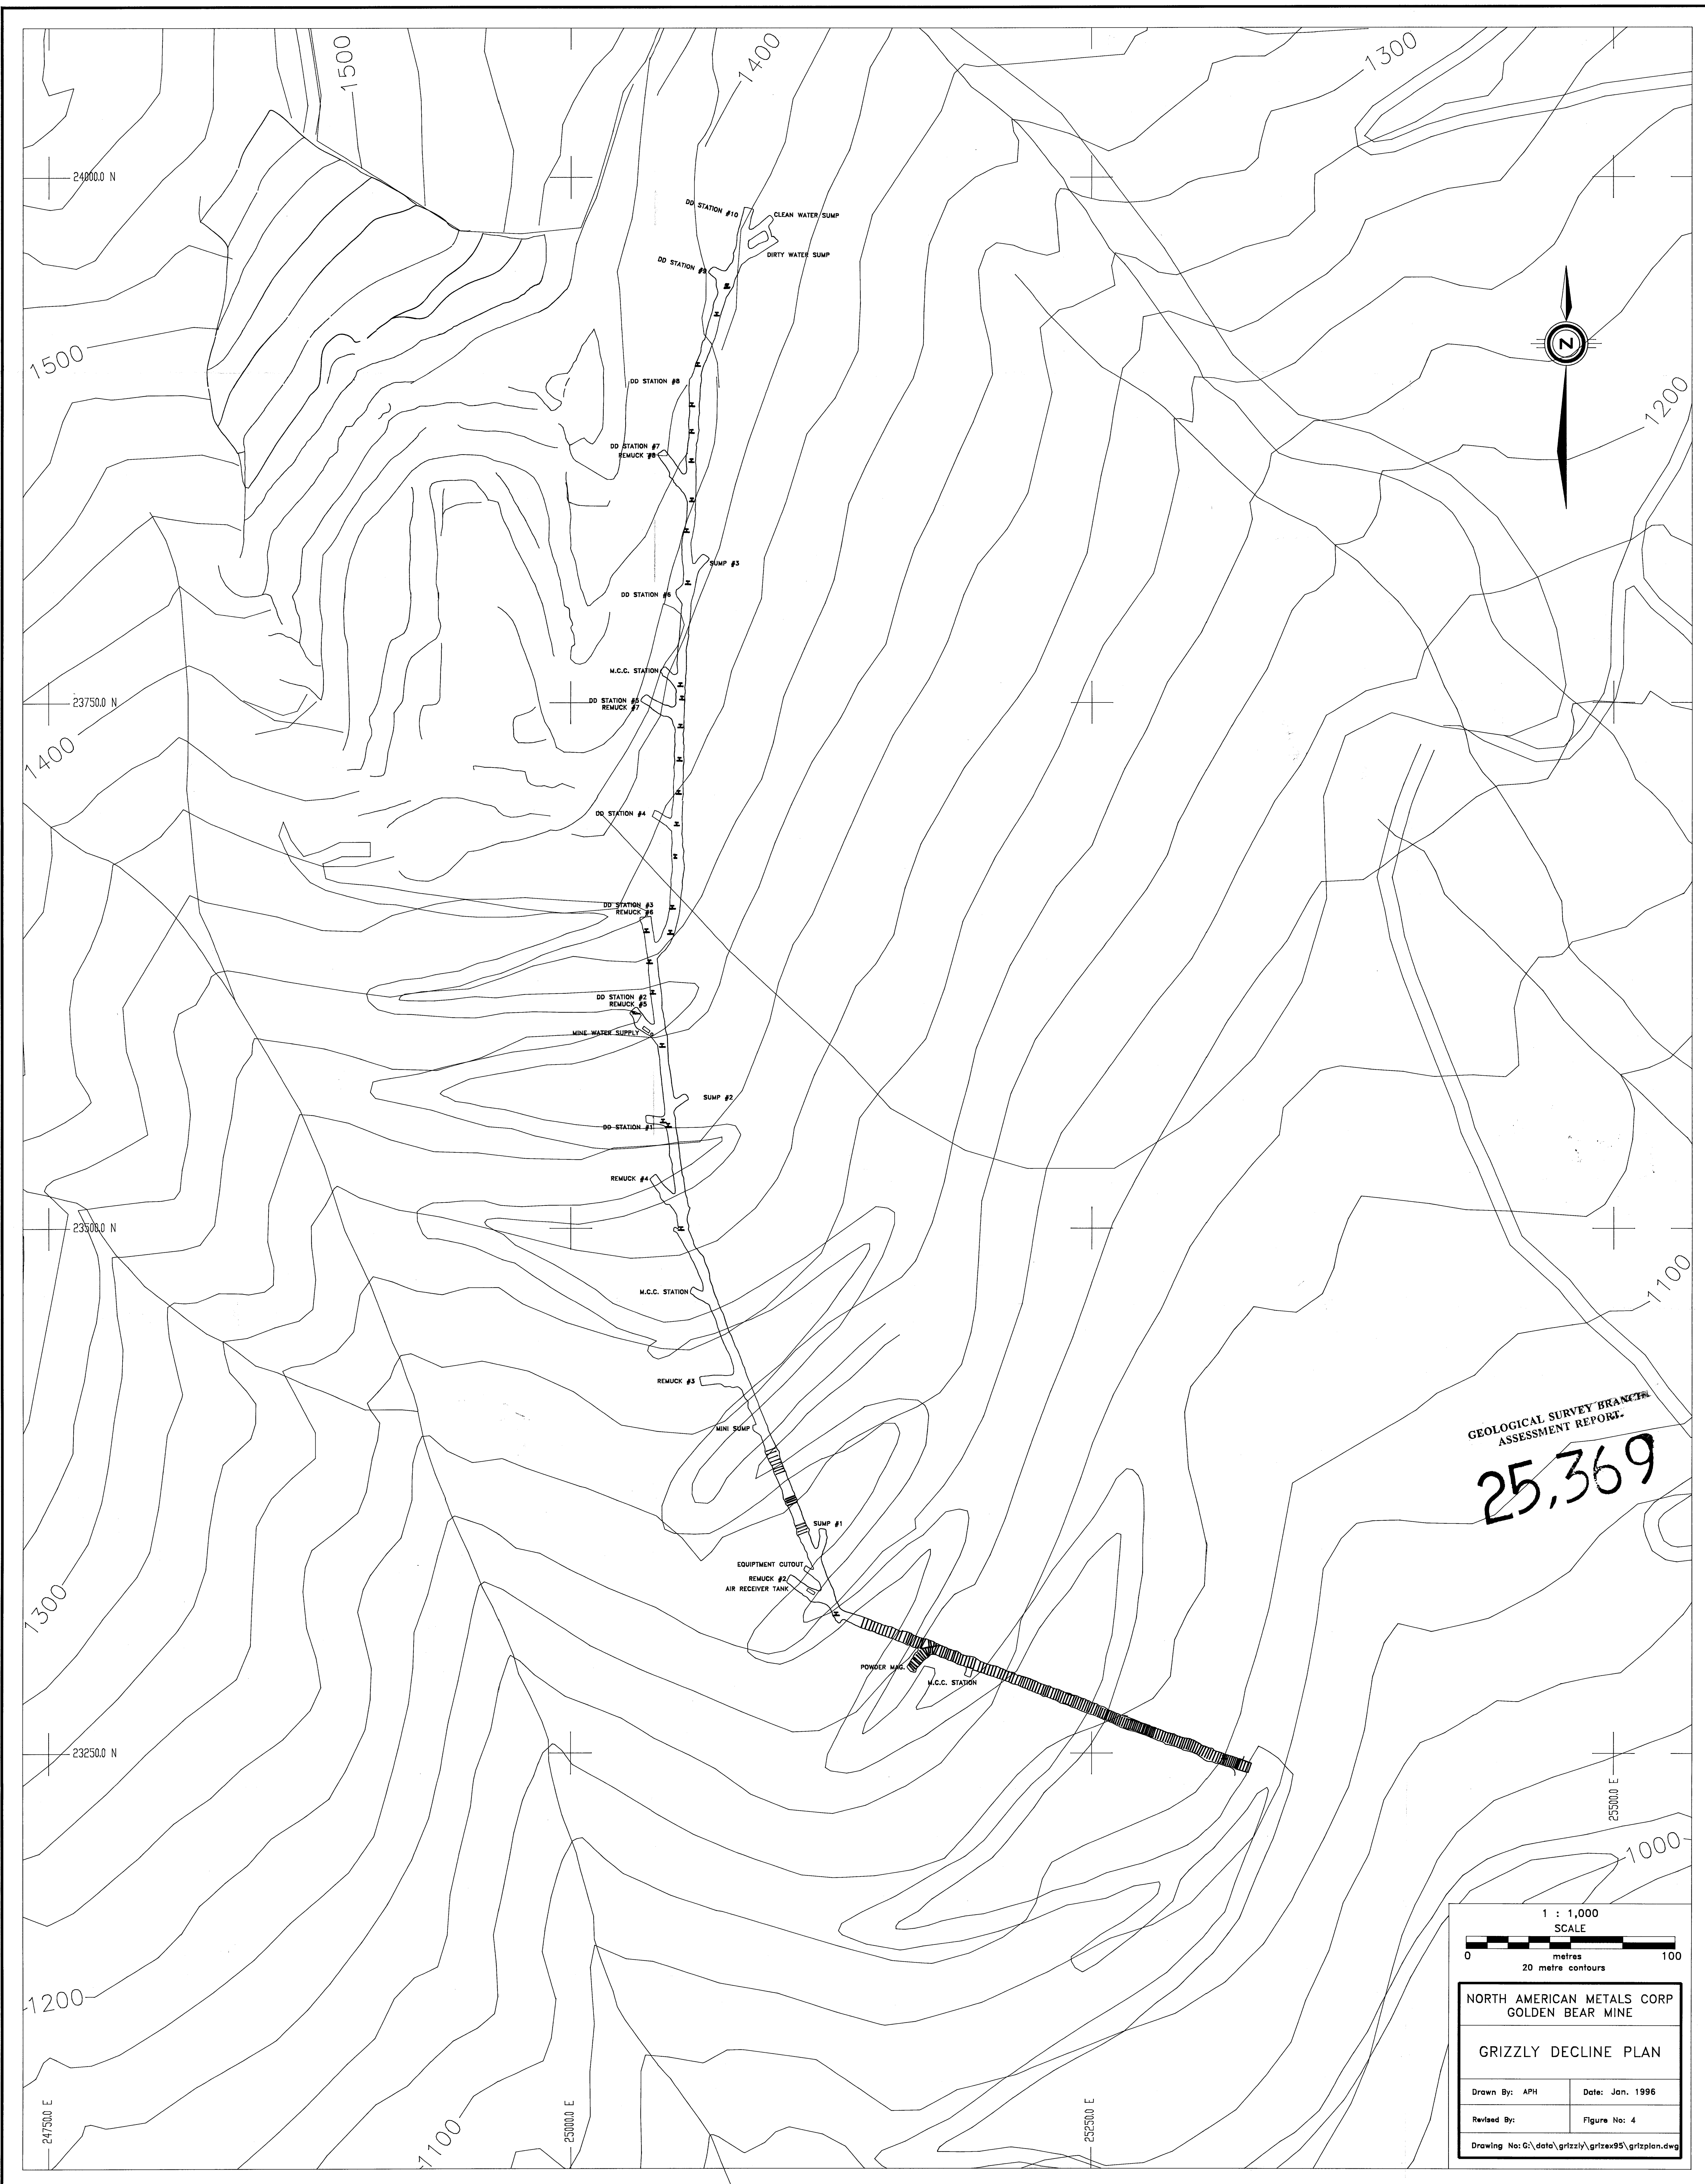 1500
1400
1300
24000.0 N
DD STATION #10
CLEAN WATER SUMP
DIRTY WATER SUMP
DD STATION #9
N
1500
DD STATION #8
1200
DD STATION #7
REMUCK #8
SUMP #3
DD STATION #6
M.C.C. STATION
23750.0 N
DD STATION #5
REMUCK #7
1400
DD STATION #4
DD STATION #3
REMUCK #6
DD STATION #2
REMUCK #5
MINE WATER SUPPLY
SUMP #2
DD STATION #1
REMUCK #4
23500.0 N
M.C.C. STATION
1100
REMUCK #3
GEOLOGICAL SURVEY BRANCH
ASSESSMENT REPORT
25,369
MINI SUMP
SUMP #1
EQUIPTMENT CUTOUT
REMUCK #2
AIR RECEIVER TANK
1300
POWDER MAG.
M.C.C. STATION
23250.0 N
25500.0 E
1000
1200
1100
24750.0 E
25000.0 E
25250.0 E
1 : 1,000
SCALE
0 metres 100
20 metre contours
NORTH AMERICAN METALS CORP
GOLDEN BEAR MINE
GRIZZLY DECLINE PLAN
Drawn By: APH
Date: Jan. 1996
Revised By:
Figure No: 4
Drawing No: G:\data\grizzly\grizex95\grizplan.dwg